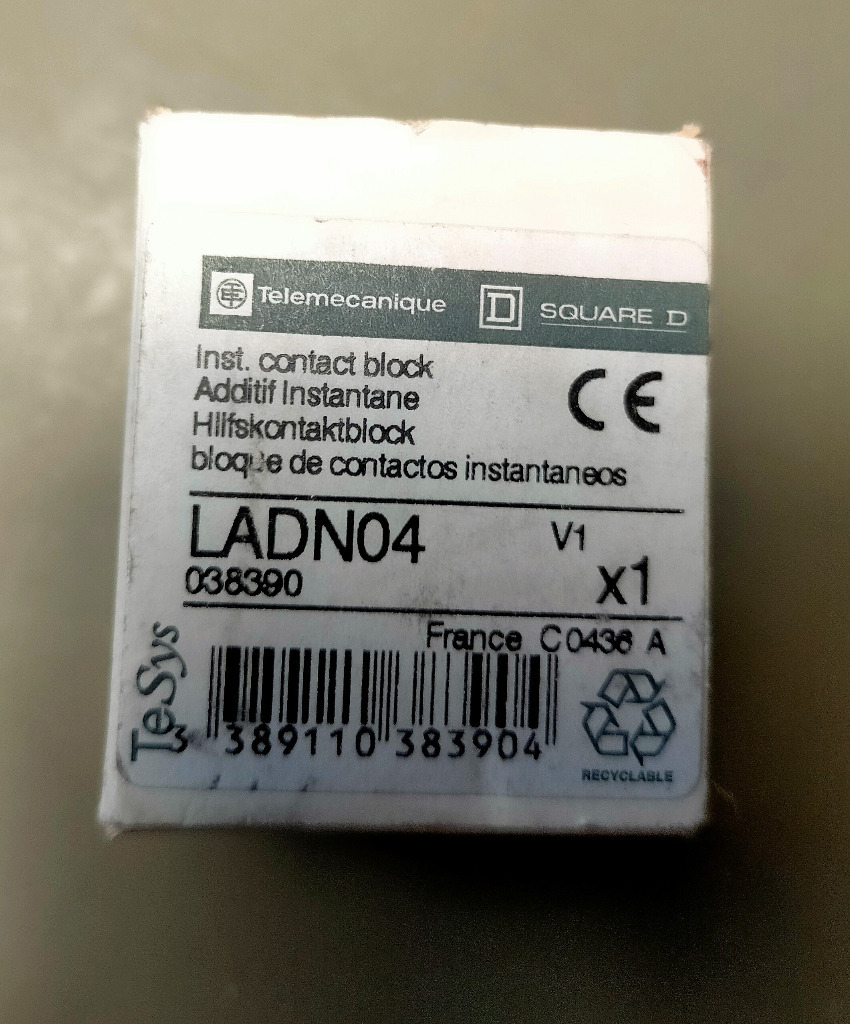 Telemecanique D SQUARE D
Inst. contact block
Additif Instantane
Hilfskontaktblock
bloque de contactos instantaneos
CE
LADN04 V1
038390 x1
France C0436 A
TeSys
3 389110 383904
RECYCLABLE